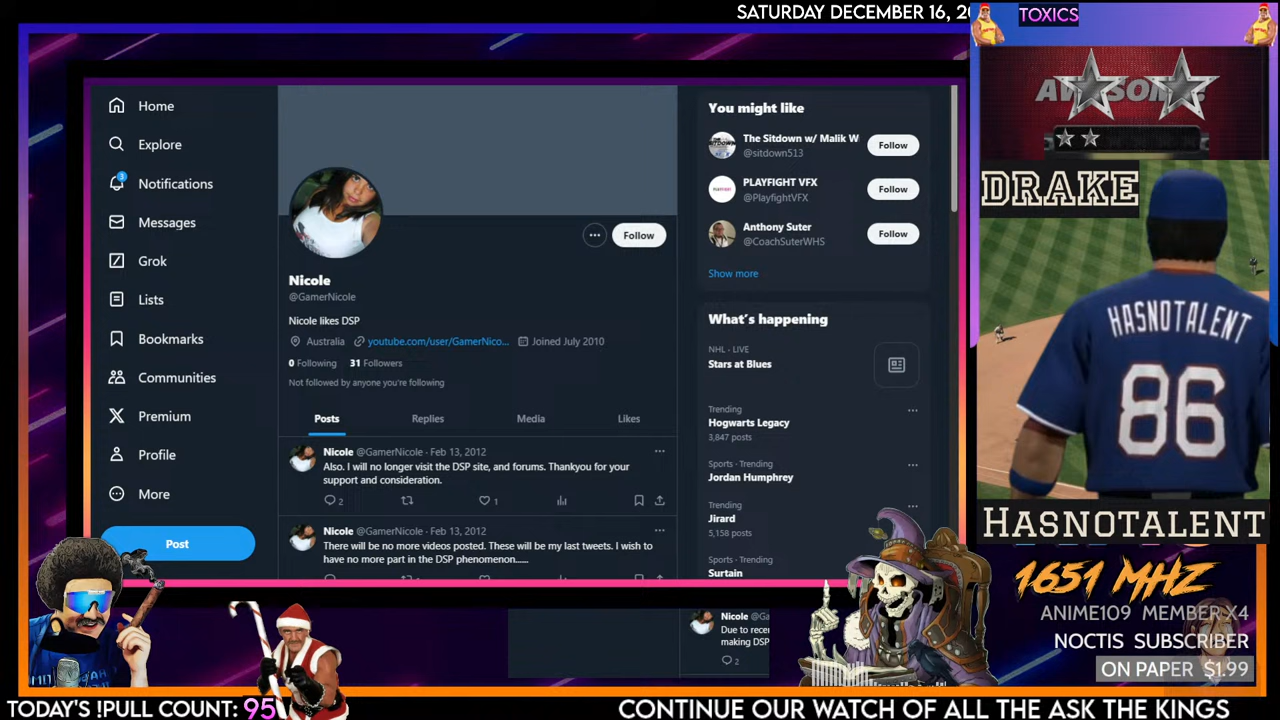 SATURDAY DECEMBER 16, 20
TOXICS
AWESOME
DRAKE
HASNOTALENT
86
HASNOTALENT
Home
Explore
3
Notifications
Messages
Grok
Lists
Bookmarks
Communities
Premium
Profile
More
Post
Follow
Nicole
@GamerNicole
Nicole likes DSP
Australia youtube.com/user/GamerNico... Joined July 2010
0 Following 31 Followers
Not followed by anyone you're following
Posts Replies Media Likes
Nicole @GamerNicole · Feb 13, 2012
Also. I will no longer visit the DSP site, and forums. Thankyou for your
support and consideration.
2 1
Nicole @GamerNicole · Feb 13, 2012
There will be no more videos posted. These will be my last tweets. I wish to
have no more part in the DSP phenomenon......
You might like
The Sitdown w/ Malik W
@sitdown513
Follow
PLAYFIGHT VFX
@PlayfightVFX
Follow
Anthony Suter
@CoachSuterWHS
Follow
Show more
What's happening
NHL · LIVE
Stars at Blues
Trending
Hogwarts Legacy
3,847 posts
Sports · Trending
Jordan Humphrey
Trending
Jirard
5,158 posts
Sports · Trending
Surtain
Nicole @Ga
Due to recen
making DSP
2
1651 MHZ
ANIME109 MEMBER X4
NOCTIS SUBSCRIBER
ON PAPER $1.99
TODAY'S !PULL COUNT: 95
CONTINUE OUR WATCH OF ALL THE ASK THE KINGS